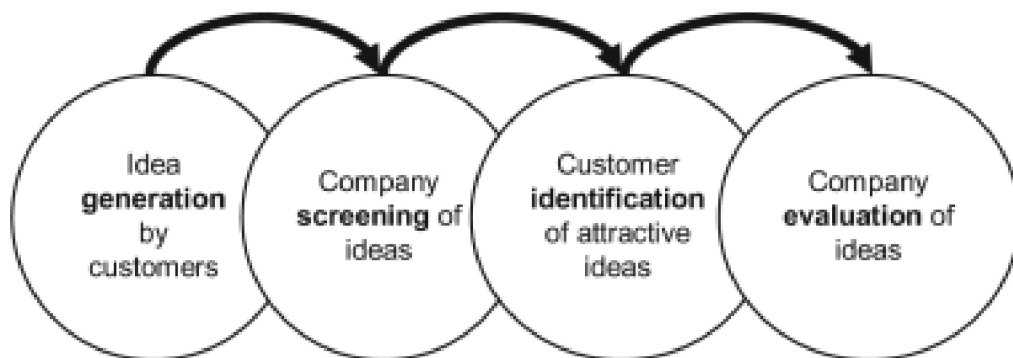 Idea
generation
by
customers
Company
screening of
ideas
Customer
identification
of attractive
ideas
Company
evaluation of
ideas